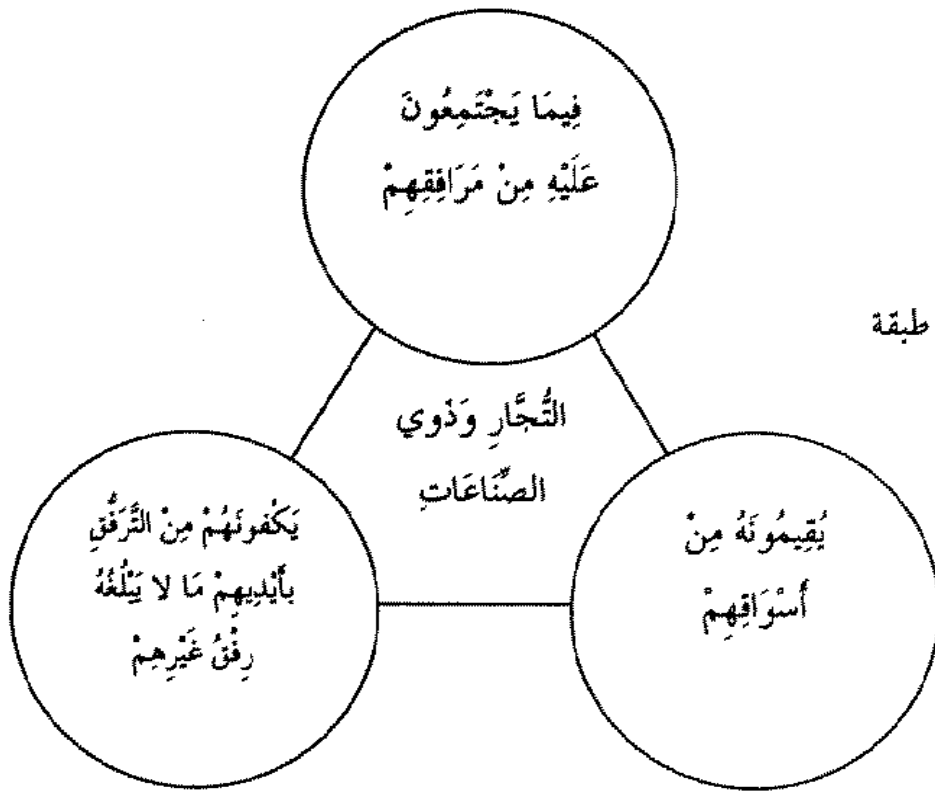 فِيمَا يَجْتَمِعُونَ
عَلَيْهِ مِنْ مَرَافِقِهِمْ
طبقة
التُّجَّارِ وَذَوِي
الصِّنَاعَاتِ
يُقِيمُونَهُ مِنْ
أَسْوَاقِهِمْ
يَكْفُونَهُمْ مِنْ التَّرَفُّقِ
بِأَيْدِيهِمْ مَا لا يَبْلُغُهُ
رِفْقُ غَيْرِهِمْ